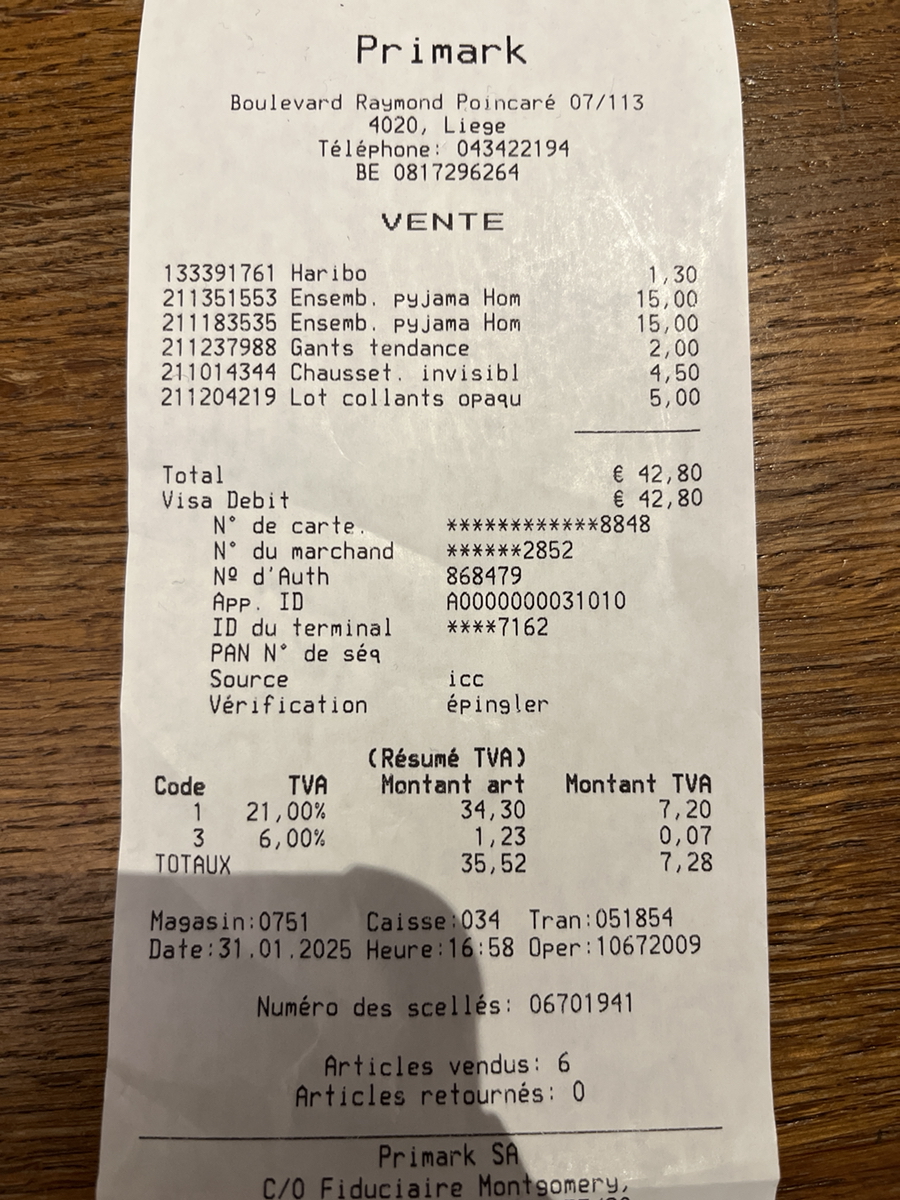 Primark
Boulevard Raymond Poincaré 07/113
4020, Liege
Téléphone: 043422194
BE 0817296264
VENTE
133391761 Haribo 1,30
211351553 Ensemb. pyjama Hom 15,00
211183535 Ensemb. pyjama Hom 15,00
211237988 Gants tendance 2,00
211014344 Chausset. invisibl 4,50
211204219 Lot collants opaqu 5,00
Total € 42,80
Visa Debit € 42,80
N° de carte. ************8848
N° du marchand ******2852
Nº d'Auth 868479
App. ID A0000000031010
ID du terminal ****7162
PAN N° de séq
Source icc
Vérification épingler
(Résumé TVA)
Code TVA Montant art Montant TVA
1 21,00% 34,30 7,20
3 6,00% 1,23 0,07
TOTAUX 35,52 7,28
Magasin:0751 Caisse:034 Tran:051854
Date:31.01.2025 Heure:16:58 Oper:10672009
Numéro des scellés: 06701941
Articles vendus: 6
Articles retournés: 0
Primark SA
C/O Fiduciaire Montgomery,